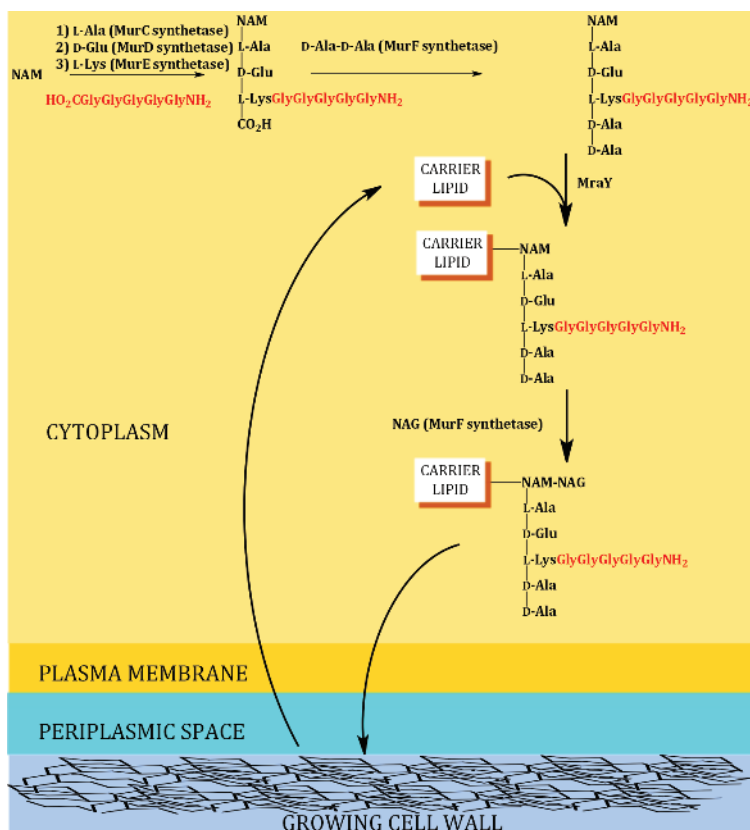 1) L-Ala (MurC synthetase)
2) D-Glu (MurD synthetase)
3) L-Lys (MurE synthetase)
NAM
HO2CGlyGlyGlyGlyGlyNH2
NAM
L-Ala
D-Glu
L-LysGlyGlyGlyGlyGlyNH2
CO2H
D-Ala-D-Ala (MurF synthetase)
NAM
L-Ala
D-Glu
L-LysGlyGlyGlyGlyGlyNH2
D-Ala
D-Ala
CARRIER
LIPID
MraY
CARRIER
LIPID
NAM
L-Ala
D-Glu
L-LysGlyGlyGlyGlyGlyNH2
D-Ala
D-Ala
CYTOPLASM
NAG (MurF synthetase)
CARRIER
LIPID
NAM-NAG
L-Ala
D-Glu
L-LysGlyGlyGlyGlyGlyNH2
D-Ala
D-Ala
PLASMA MEMBRANE
PERIPLASMIC SPACE
GROWING CELL WALL